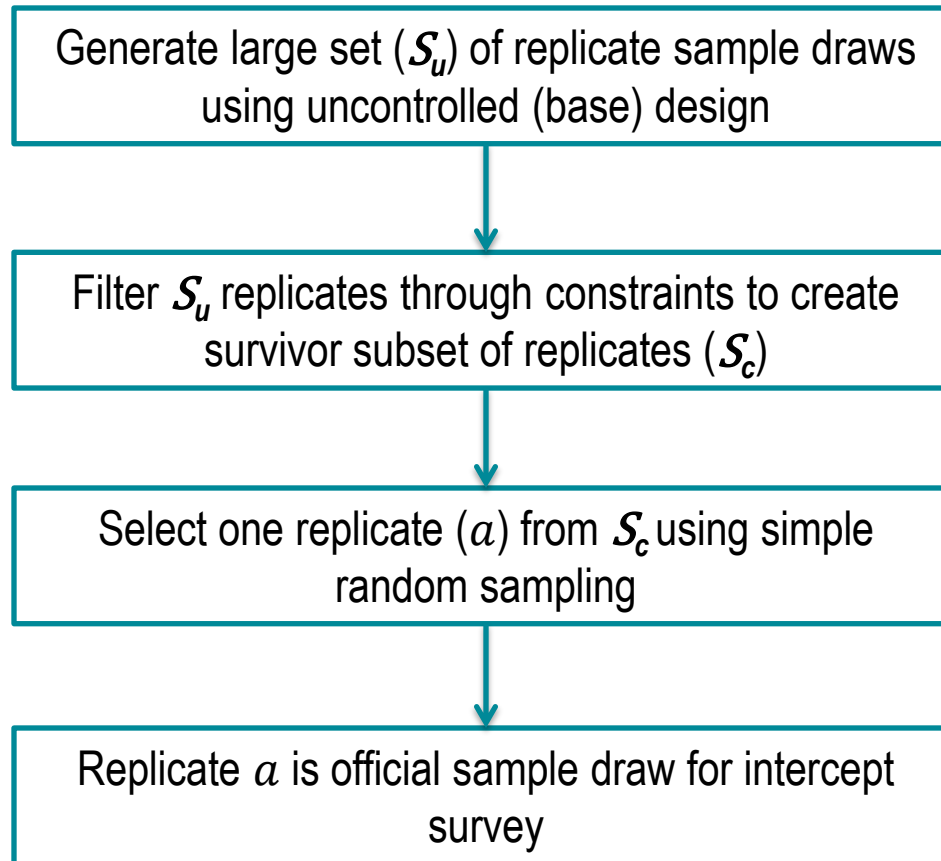 Generate large set (𝑺ᵤ) of replicate sample draws
using uncontrolled (base) design
Filter 𝑺ᵤ replicates through constraints to create
survivor subset of replicates (𝑺c)
Select one replicate (𝑎) from 𝑺c using simple
random sampling
Replicate 𝑎 is official sample draw for intercept
survey